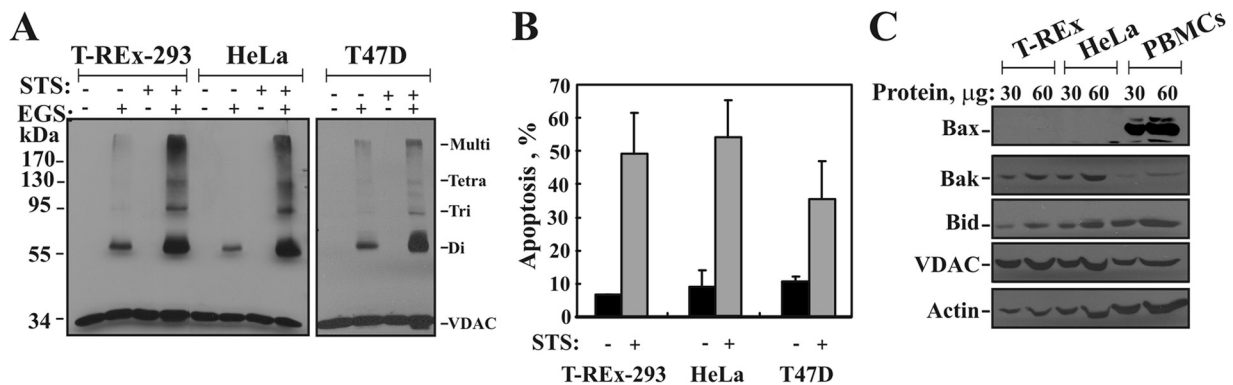 A
T-REx-293 HeLa T47D
STS: - - + + - - + + - - + +
EGS: - + - + - + - + - + - +
kDa
170-
130-
95-
55-
34-
-Multi
-Tetra
-Tri
-Di
-VDAC
B
Apoptosis , %
70
60
50
40
30
20
10
0
STS: - + - + - +
T-REx-293 HeLa T47D
C
T-REx HeLa PBMCs
Protein, μg: 30 60 30 60 30 60
Bax-
Bak-
Bid-
VDAC-
Actin-